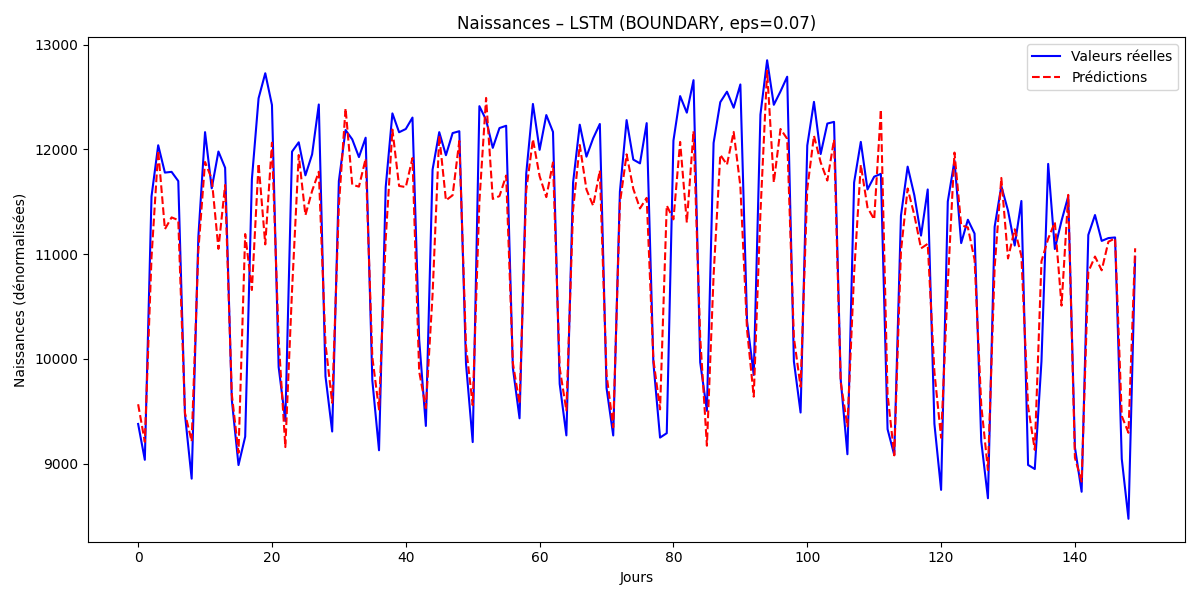 Naissances – LSTM (BOUNDARY, eps=0.07)
Valeurs réelles
Prédictions
Naissances (dénormalisées)
13000
12000
11000
10000
9000
0 20 40 60 80 100 120 140
Jours